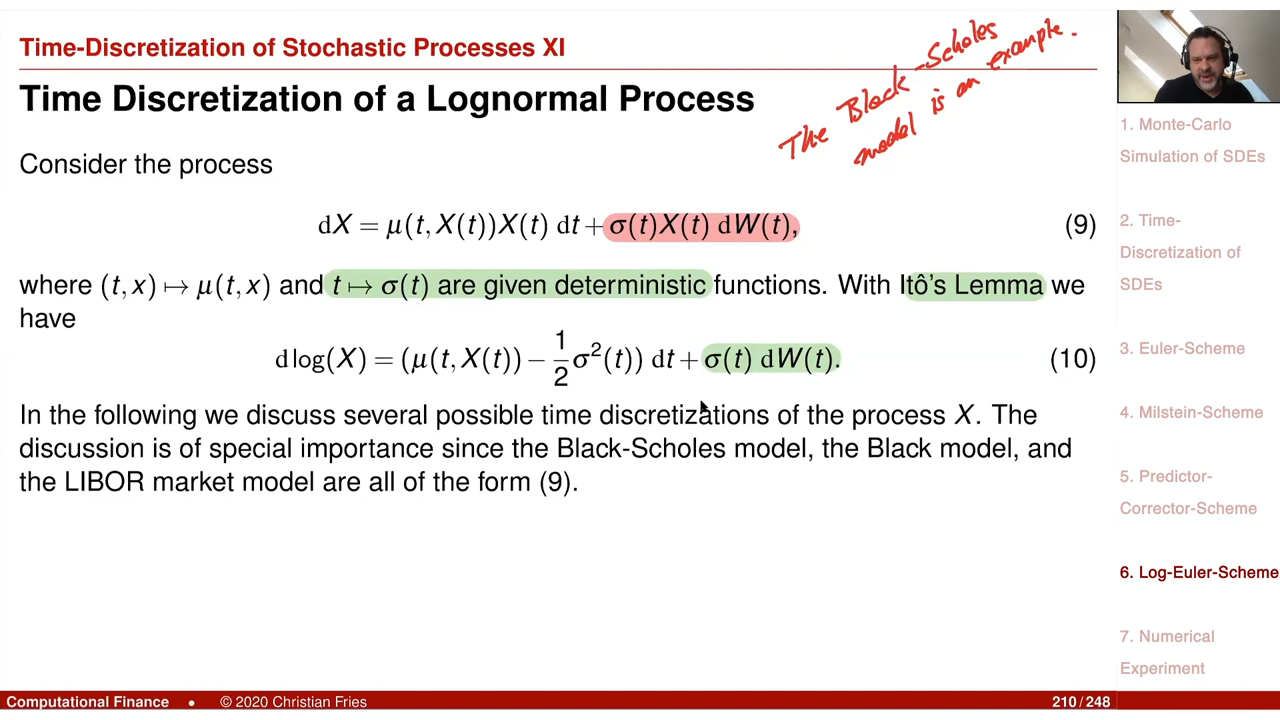 Time-Discretization of Stochastic Processes XI
The Black-Scholes
model is an example.
Time Discretization of a Lognormal Process
Consider the process
dX = μ(t, X(t))X(t) dt + σ(t)X(t) dW(t), (9)
where (t, x) ↦ μ(t, x) and t ↦ σ(t) are given deterministic functions. With Itô's Lemma we
have
d log(X) = (μ(t, X(t)) − 1/2 σ²(t)) dt + σ(t) dW(t). (10)
In the following we discuss several possible time discretizations of the process X. The
discussion is of special importance since the Black-Scholes model, the Black model, and
the LIBOR market model are all of the form (9).
1. Monte-Carlo
Simulation of SDEs
2. Time-
Discretization of
SDEs
3. Euler-Scheme
4. Milstein-Scheme
5. Predictor-
Corrector-Scheme
6. Log-Euler-Scheme
7. Numerical
Experiment
Computational Finance • © 2020 Christian Fries 210 / 248